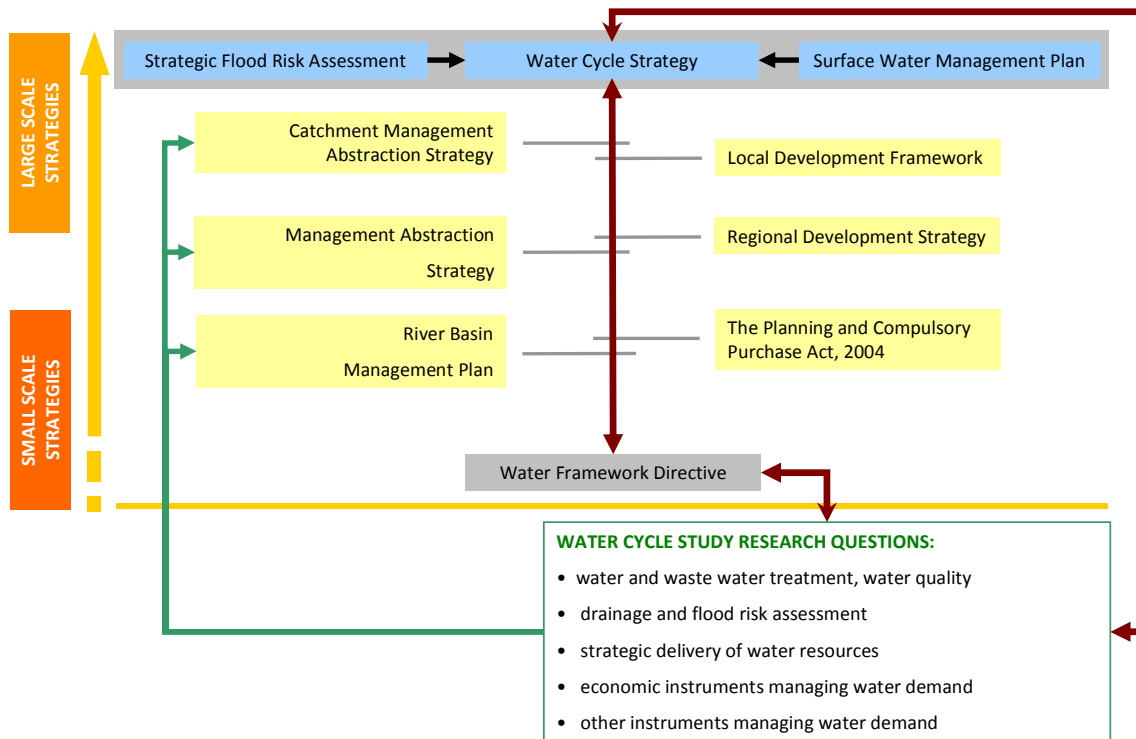 LARGE SCALE
STRATEGIES
SMALL SCALE
STRATEGIES
Strategic Flood Risk Assessment
Water Cycle Strategy
Surface Water Management Plan
Catchment Management
Abstraction Strategy
Local Development Framework
Management Abstraction
Strategy
Regional Development Strategy
River Basin
Management Plan
The Planning and Compulsory
Purchase Act, 2004
Water Framework Directive
WATER CYCLE STUDY RESEARCH QUESTIONS:
• water and waste water treatment, water quality
• drainage and flood risk assessment
• strategic delivery of water resources
• economic instruments managing water demand
• other instruments managing water demand